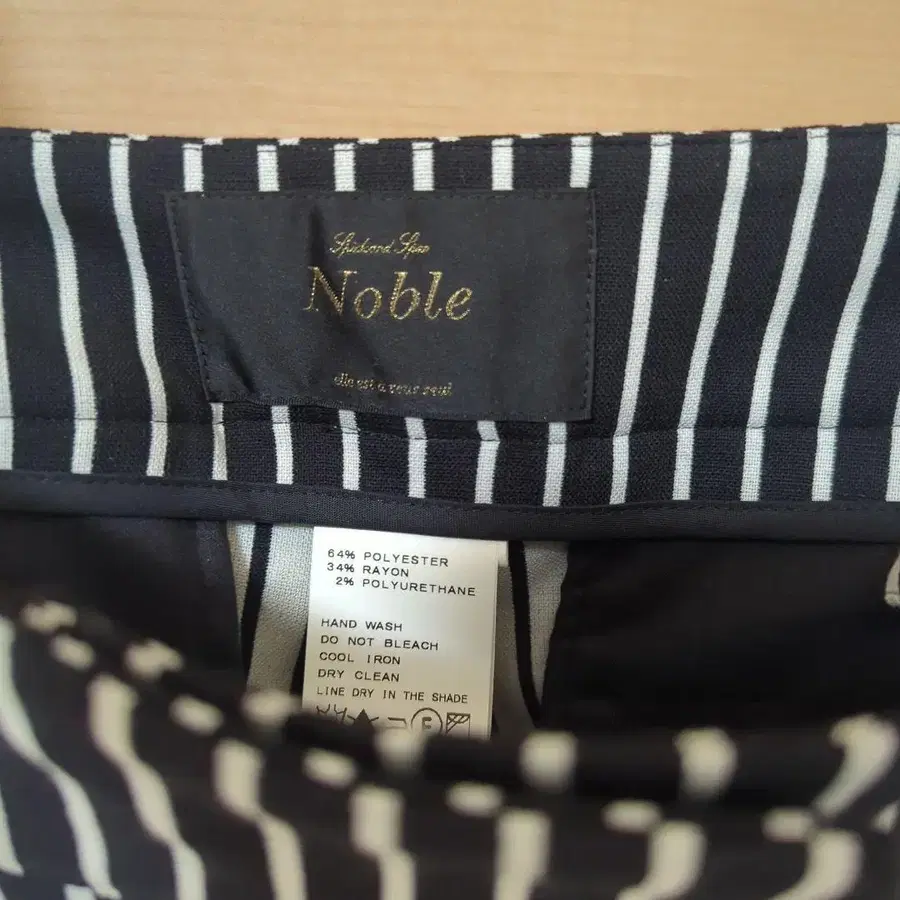 Spick and Span
Noble
elle est à vous seul
64% POLYESTER
34% RAYON
2% POLYURETHANE
HAND WASH
DO NOT BLEACH
COOL IRON
DRY CLEAN
LINE DRY IN THE SHADE
F